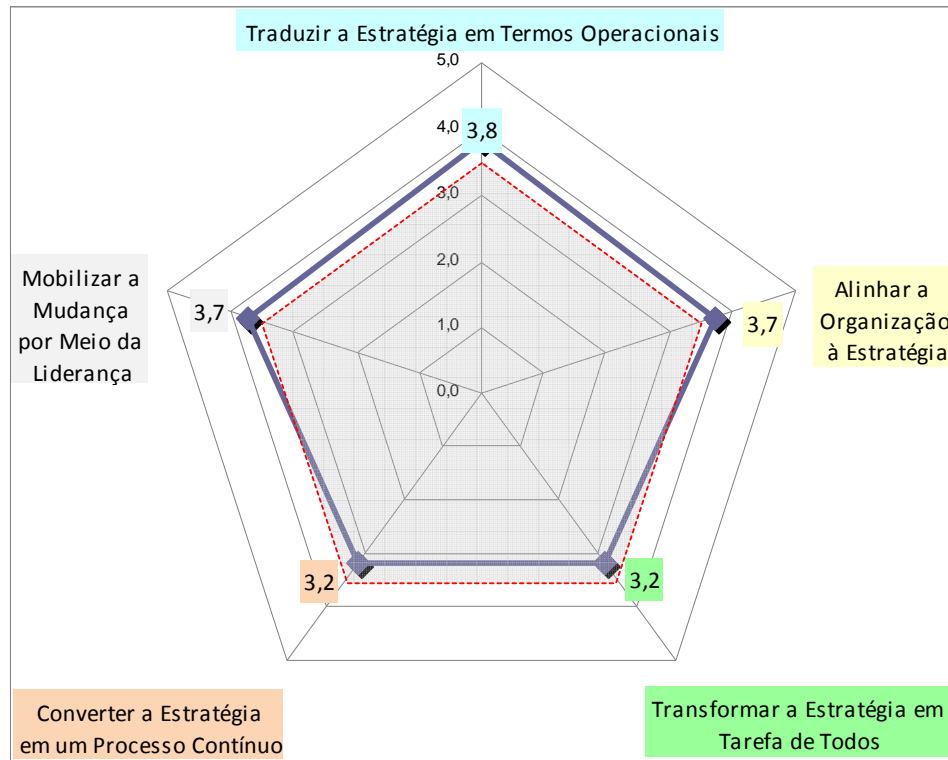 Traduzir a Estratégia em Termos Operacionais
5,0
4,0
3,8
3,0
2,0
1,0
0,0
Mobilizar a
Mudança
por Meio da
Liderança
3,7
3,7
Alinhar a
Organização
à Estratégia
3,2
3,2
Converter a Estratégia
em um Processo Contínuo
Transformar a Estratégia em
Tarefa de Todos